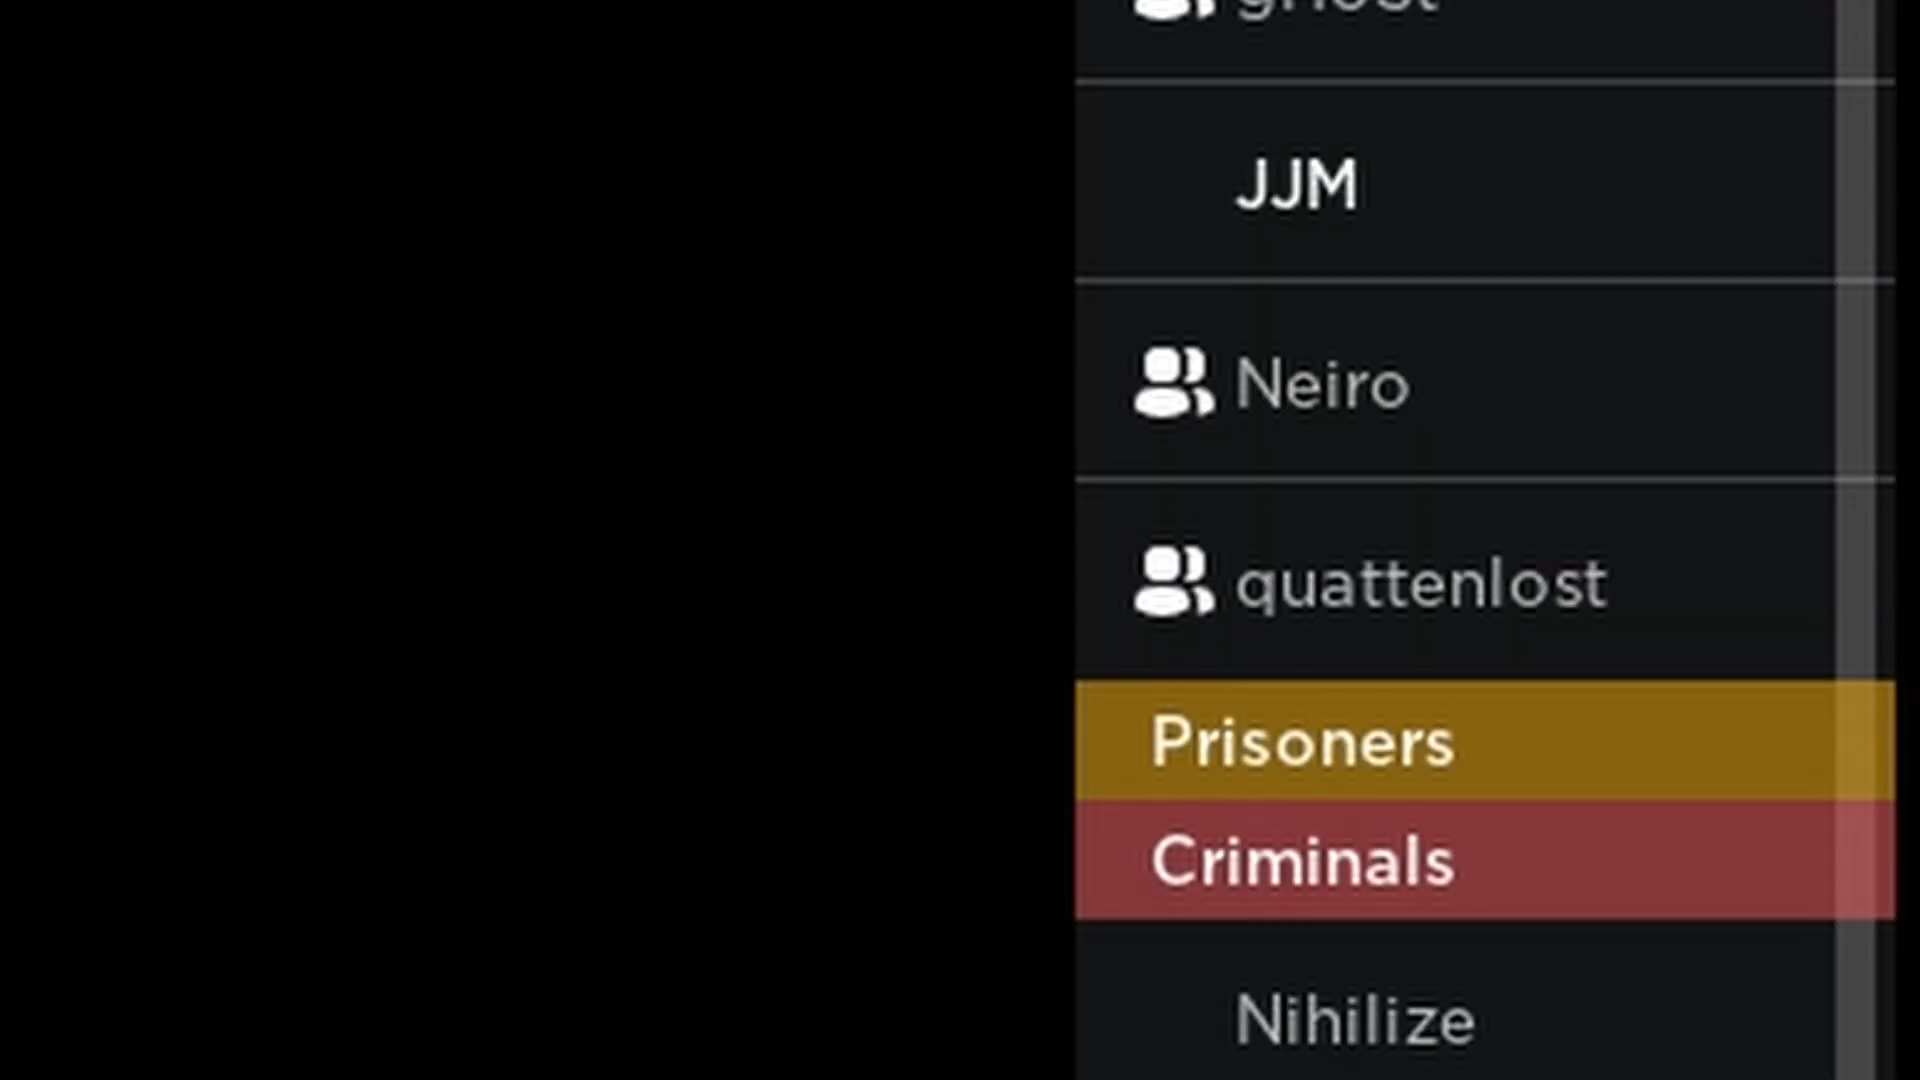 JJM
Neiro
quattenlost
Prisoners
Criminals
Nihilize